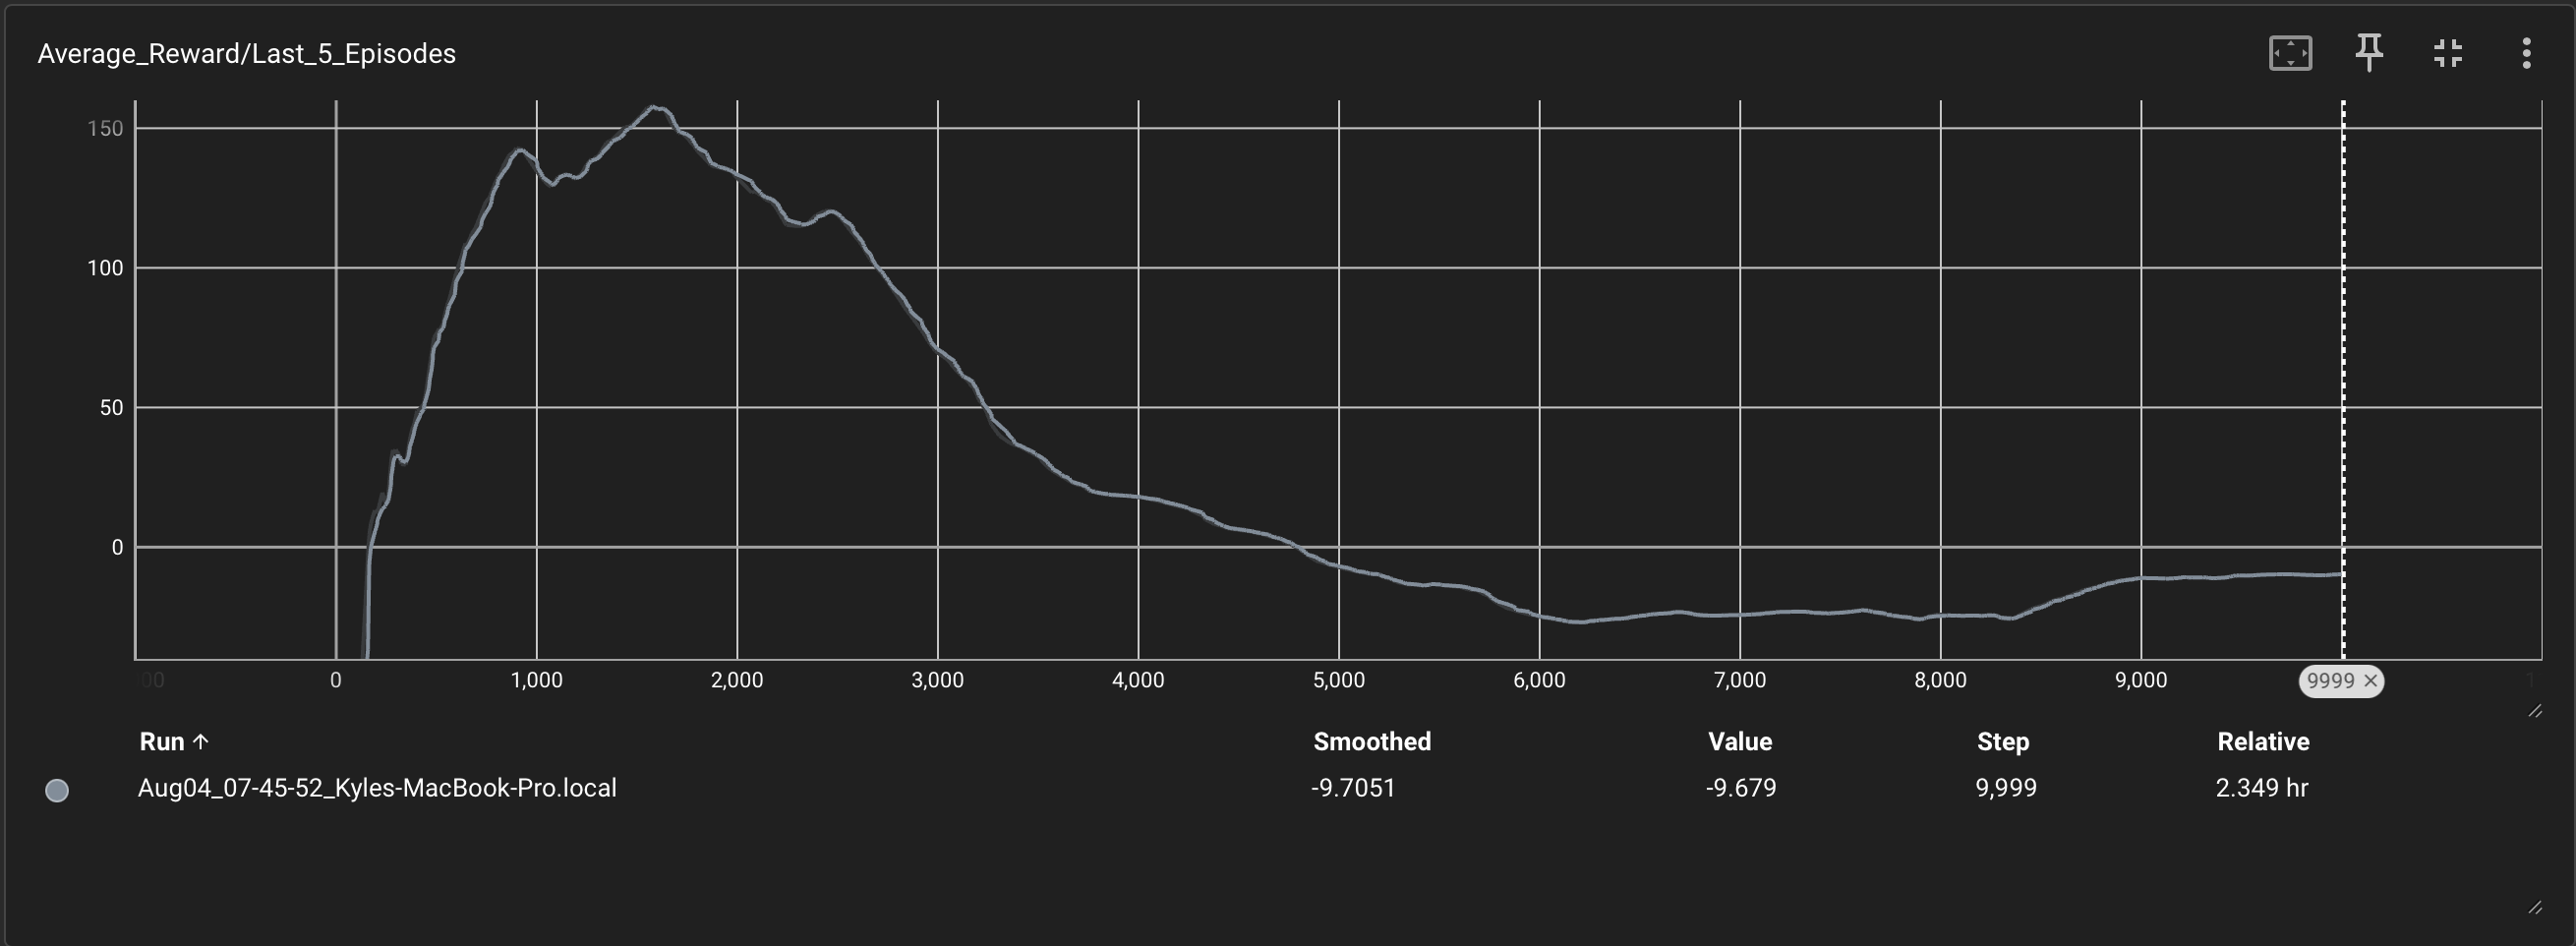 Average_Reward/Last_5_Episodes
150
100
50
0
0 1,000 2,000 3,000 4,000 5,000 6,000 7,000 8,000 9,000 9999 ×
Run ↑ Smoothed Value Step Relative
Aug04_07-45-52_Kyles-MacBook-Pro.local -9.7051 -9.679 9,999 2.349 hr